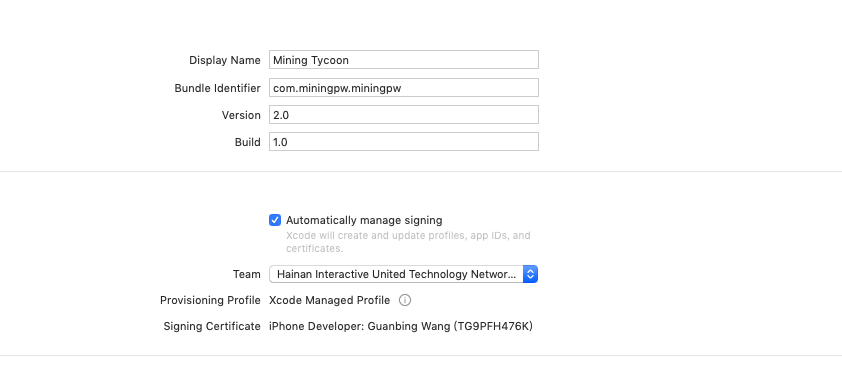 Display Name Mining Tycoon
Bundle Identifier com.miningpw.miningpw
Version 2.0
Build 1.0
Automatically manage signing
Xcode will create and update profiles, app IDs, and
certificates.
Team Hainan Interactive United Technology Networ...
Provisioning Profile Xcode Managed Profile
Signing Certificate iPhone Developer: Guanbing Wang (TG9PFH476K)